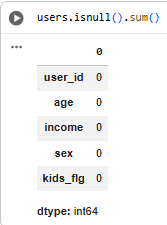 users.isnull().sum()
0
user_id 0
age 0
income 0
sex 0
kids_flg 0
dtype: int64